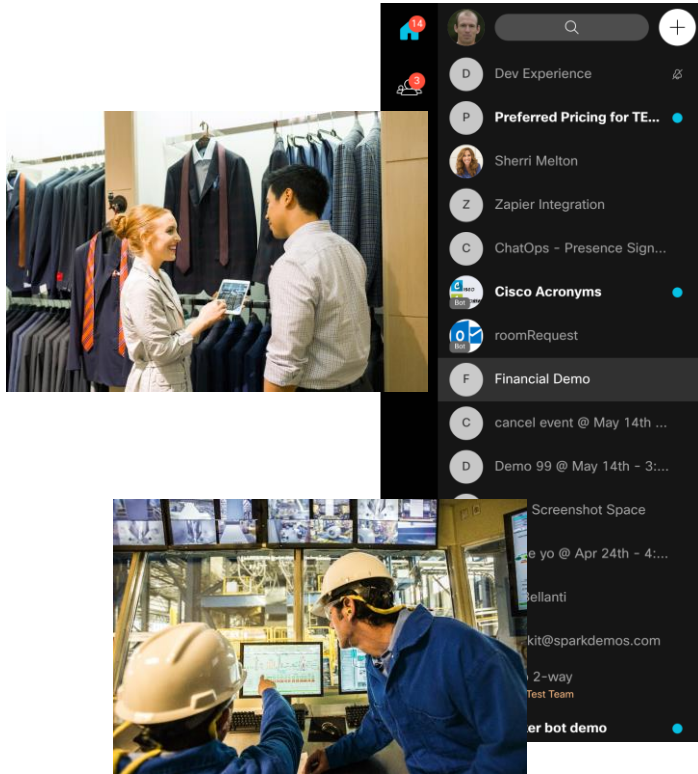 14
3
D
Dev Experience
P
Preferred Pricing for TE...
Sherri Melton
Z
Zapier Integration
C
ChatOps - Presence Sign...
Cisco Acronyms
Bot
roomRequest
Bot
F
Financial Demo
C
cancel event @ May 14th ...
D
Demo 99 @ May 14th - 3:...
Screenshot Space
e yo @ Apr 24th - 4:...
Bellanti
kit@sparkdemos.com
2-way
Test Team
er bot demo